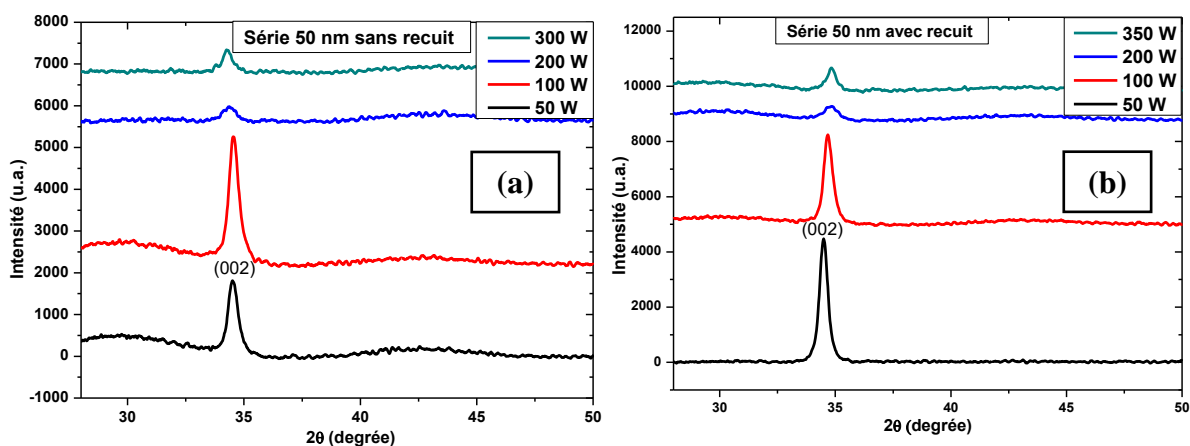 Série 50 nm sans recuit
300 W
200 W
100 W
50 W
(a)
(002)
8000
7000
6000
5000
4000
3000
2000
1000
0
-1000
Intensité (u.a.)
30 35 40 45 50
2θ (degrée)
Série 50 nm avec recuit
350 W
200 W
100 W
50 W
(b)
(002)
12000
10000
8000
6000
4000
2000
0
Intensité (u.a.)
30 35 40 45 50
2θ (degrée)